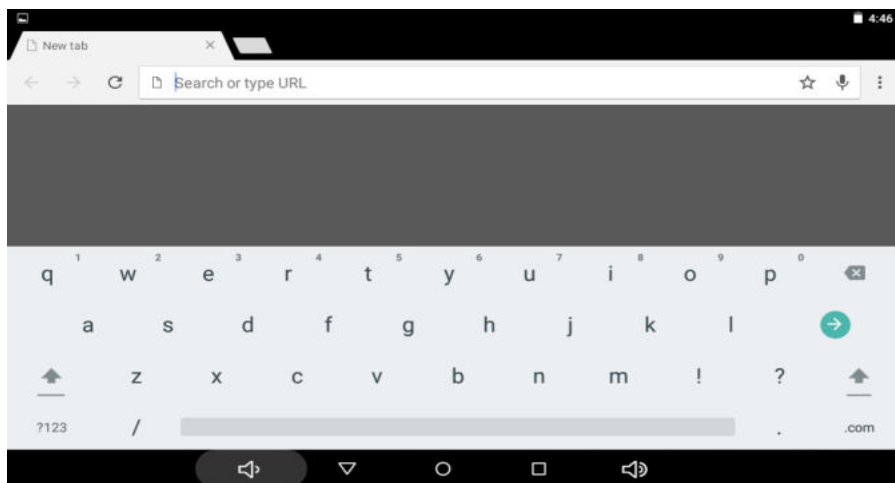 4:46
New tab
Search or type URL
1 2 3 4 5 6 7 8 9 0
q w e r t y u i o p
a s d f g h j k l
z x c v b n m ! ?
?123 / . .com